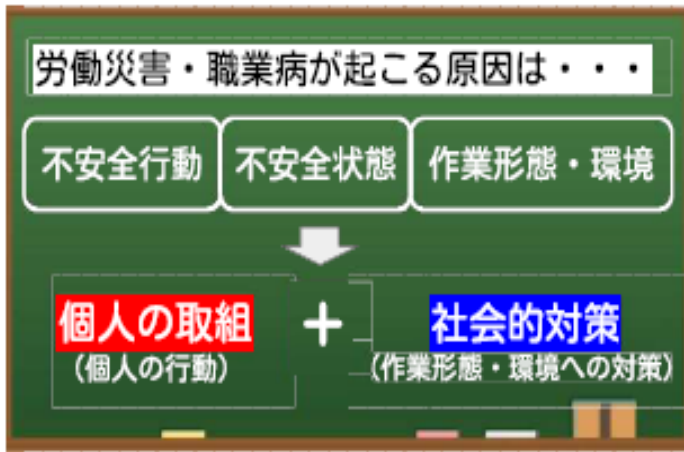 労働災害・職業病が起こる原因は・・・
不安全行動 不安全状態 作業形態・環境
個人の取組 + 社会的対策
(個人の行動) (作業形態・環境への対策)